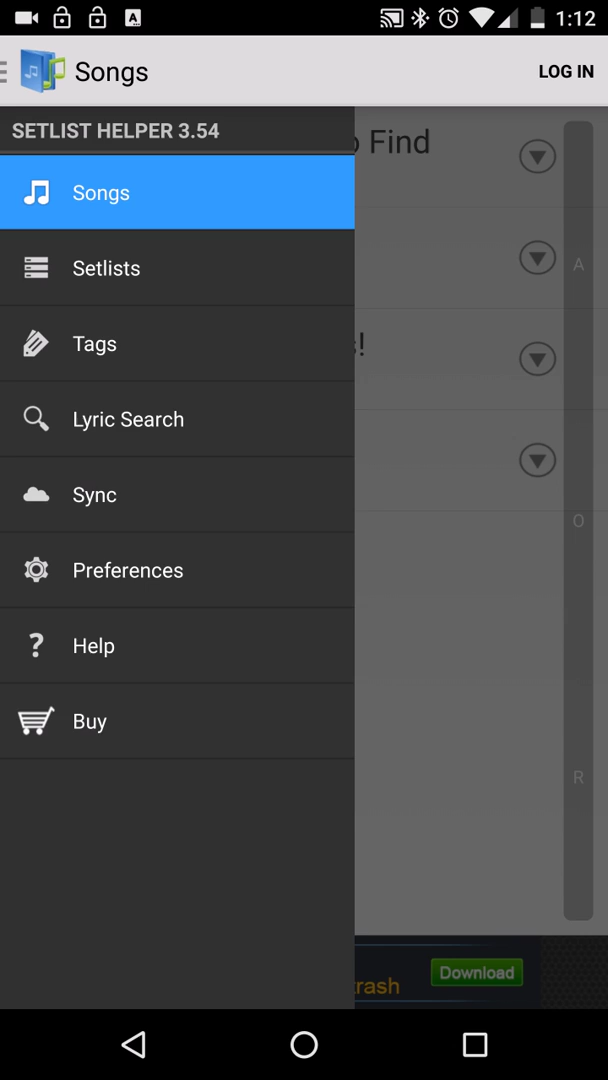 1:12
Songs
LOG IN
SETLIST HELPER 3.54
Find
Songs
A
Setlists
Tags
!
Lyric Search
Sync
O
Preferences
Help
Buy
R
Download
trash